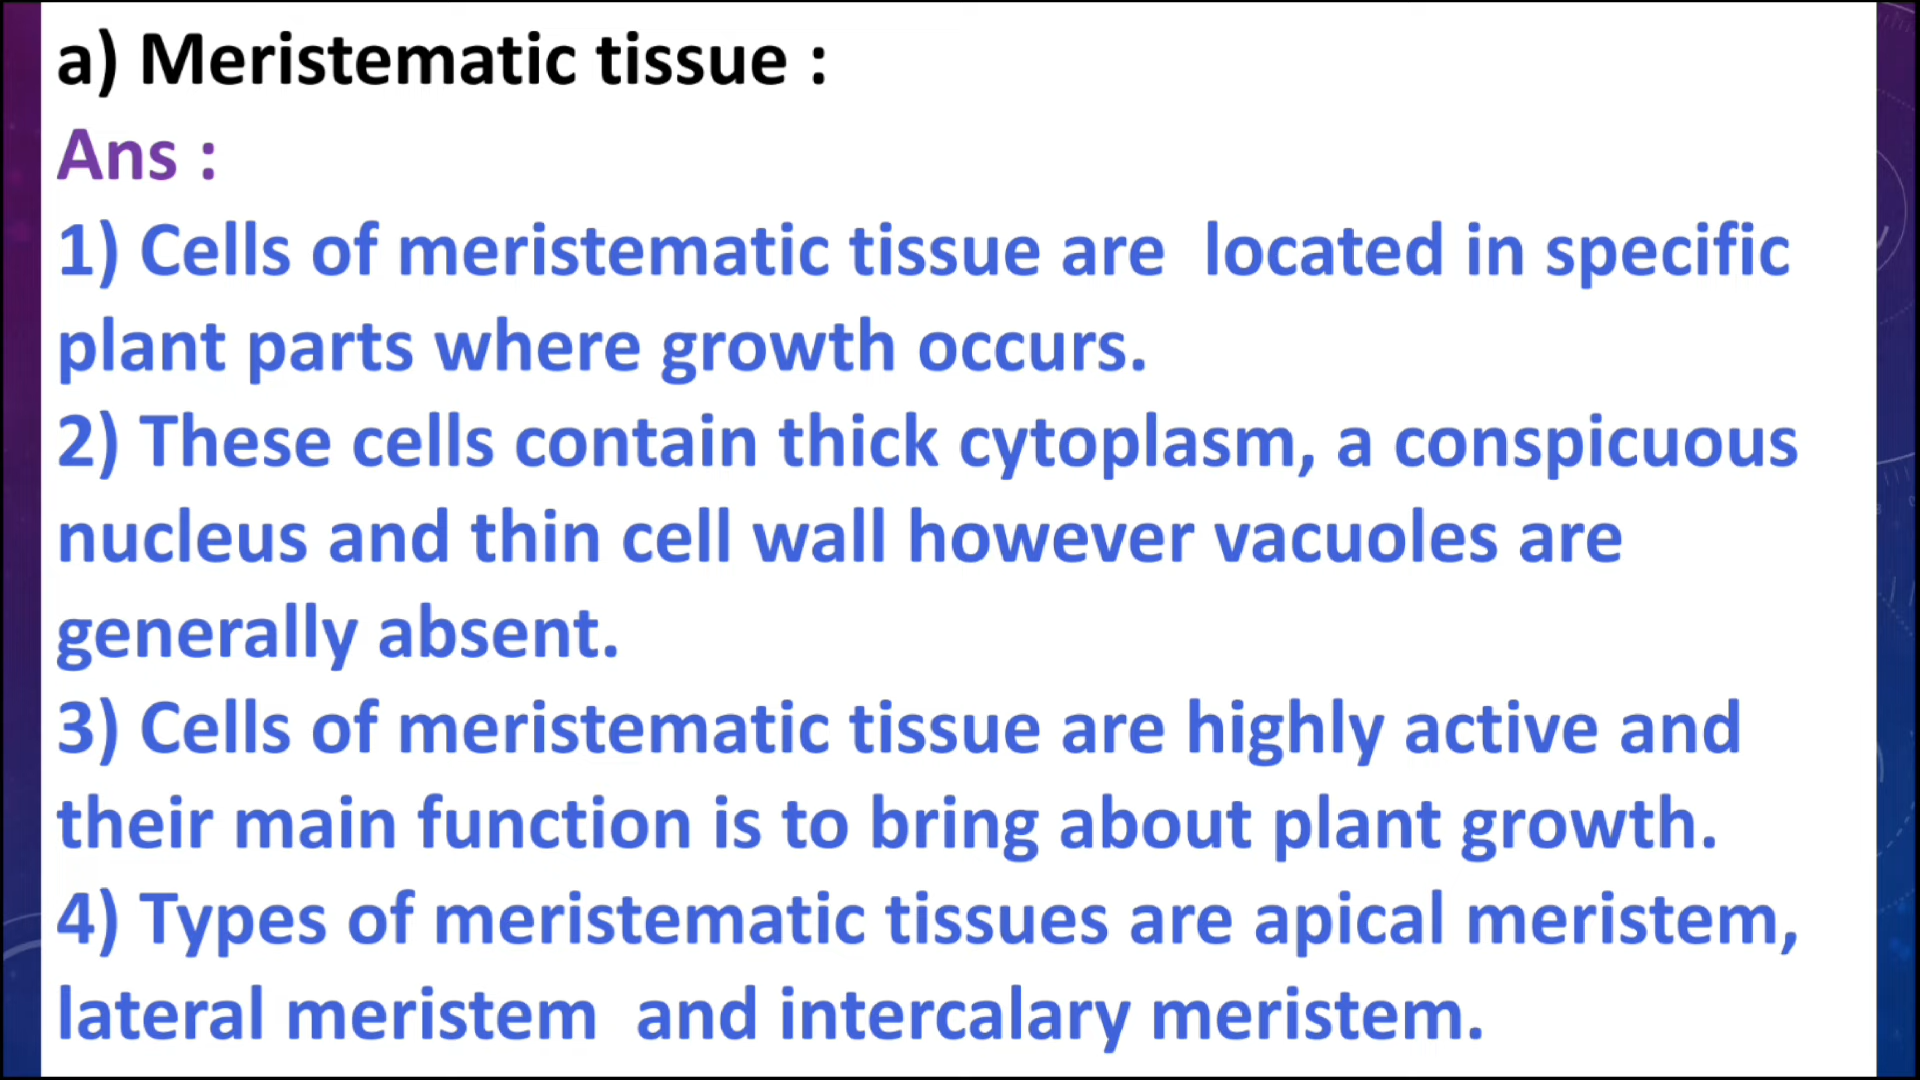 a) Meristematic tissue :
Ans :
1) Cells of meristematic tissue are located in specific
plant parts where growth occurs.
2) These cells contain thick cytoplasm, a conspicuous
nucleus and thin cell wall however vacuoles are
generally absent.
3) Cells of meristematic tissue are highly active and
their main function is to bring about plant growth.
4) Types of meristematic tissues are apical meristem,
lateral meristem and intercalary meristem.